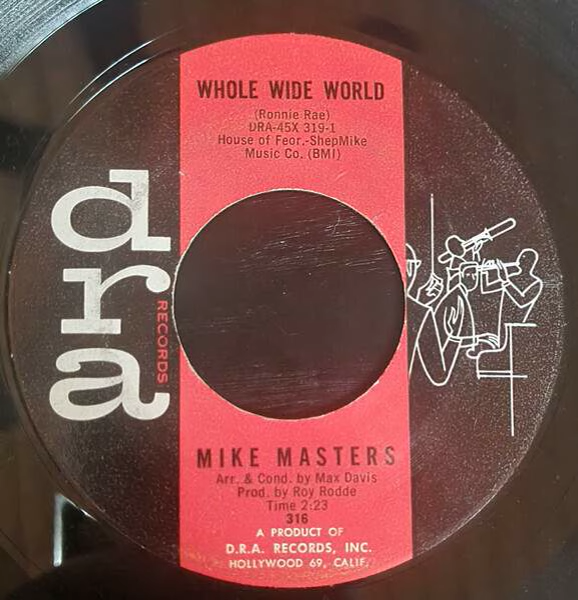 WHOLE WIDE WORLD
(Ronnie Rae)
DRA-45X 319-1
House of Feor.-ShepMike
Music Co. (BMI)
dra
RECORDS
MIKE MASTERS
Arr. & Cond. by Max Davis
Prod. by Roy Rodde
Time 2:23
316
A PRODUCT OF
D.R.A. RECORDS, INC.
HOLLYWOOD 69, CALIF.